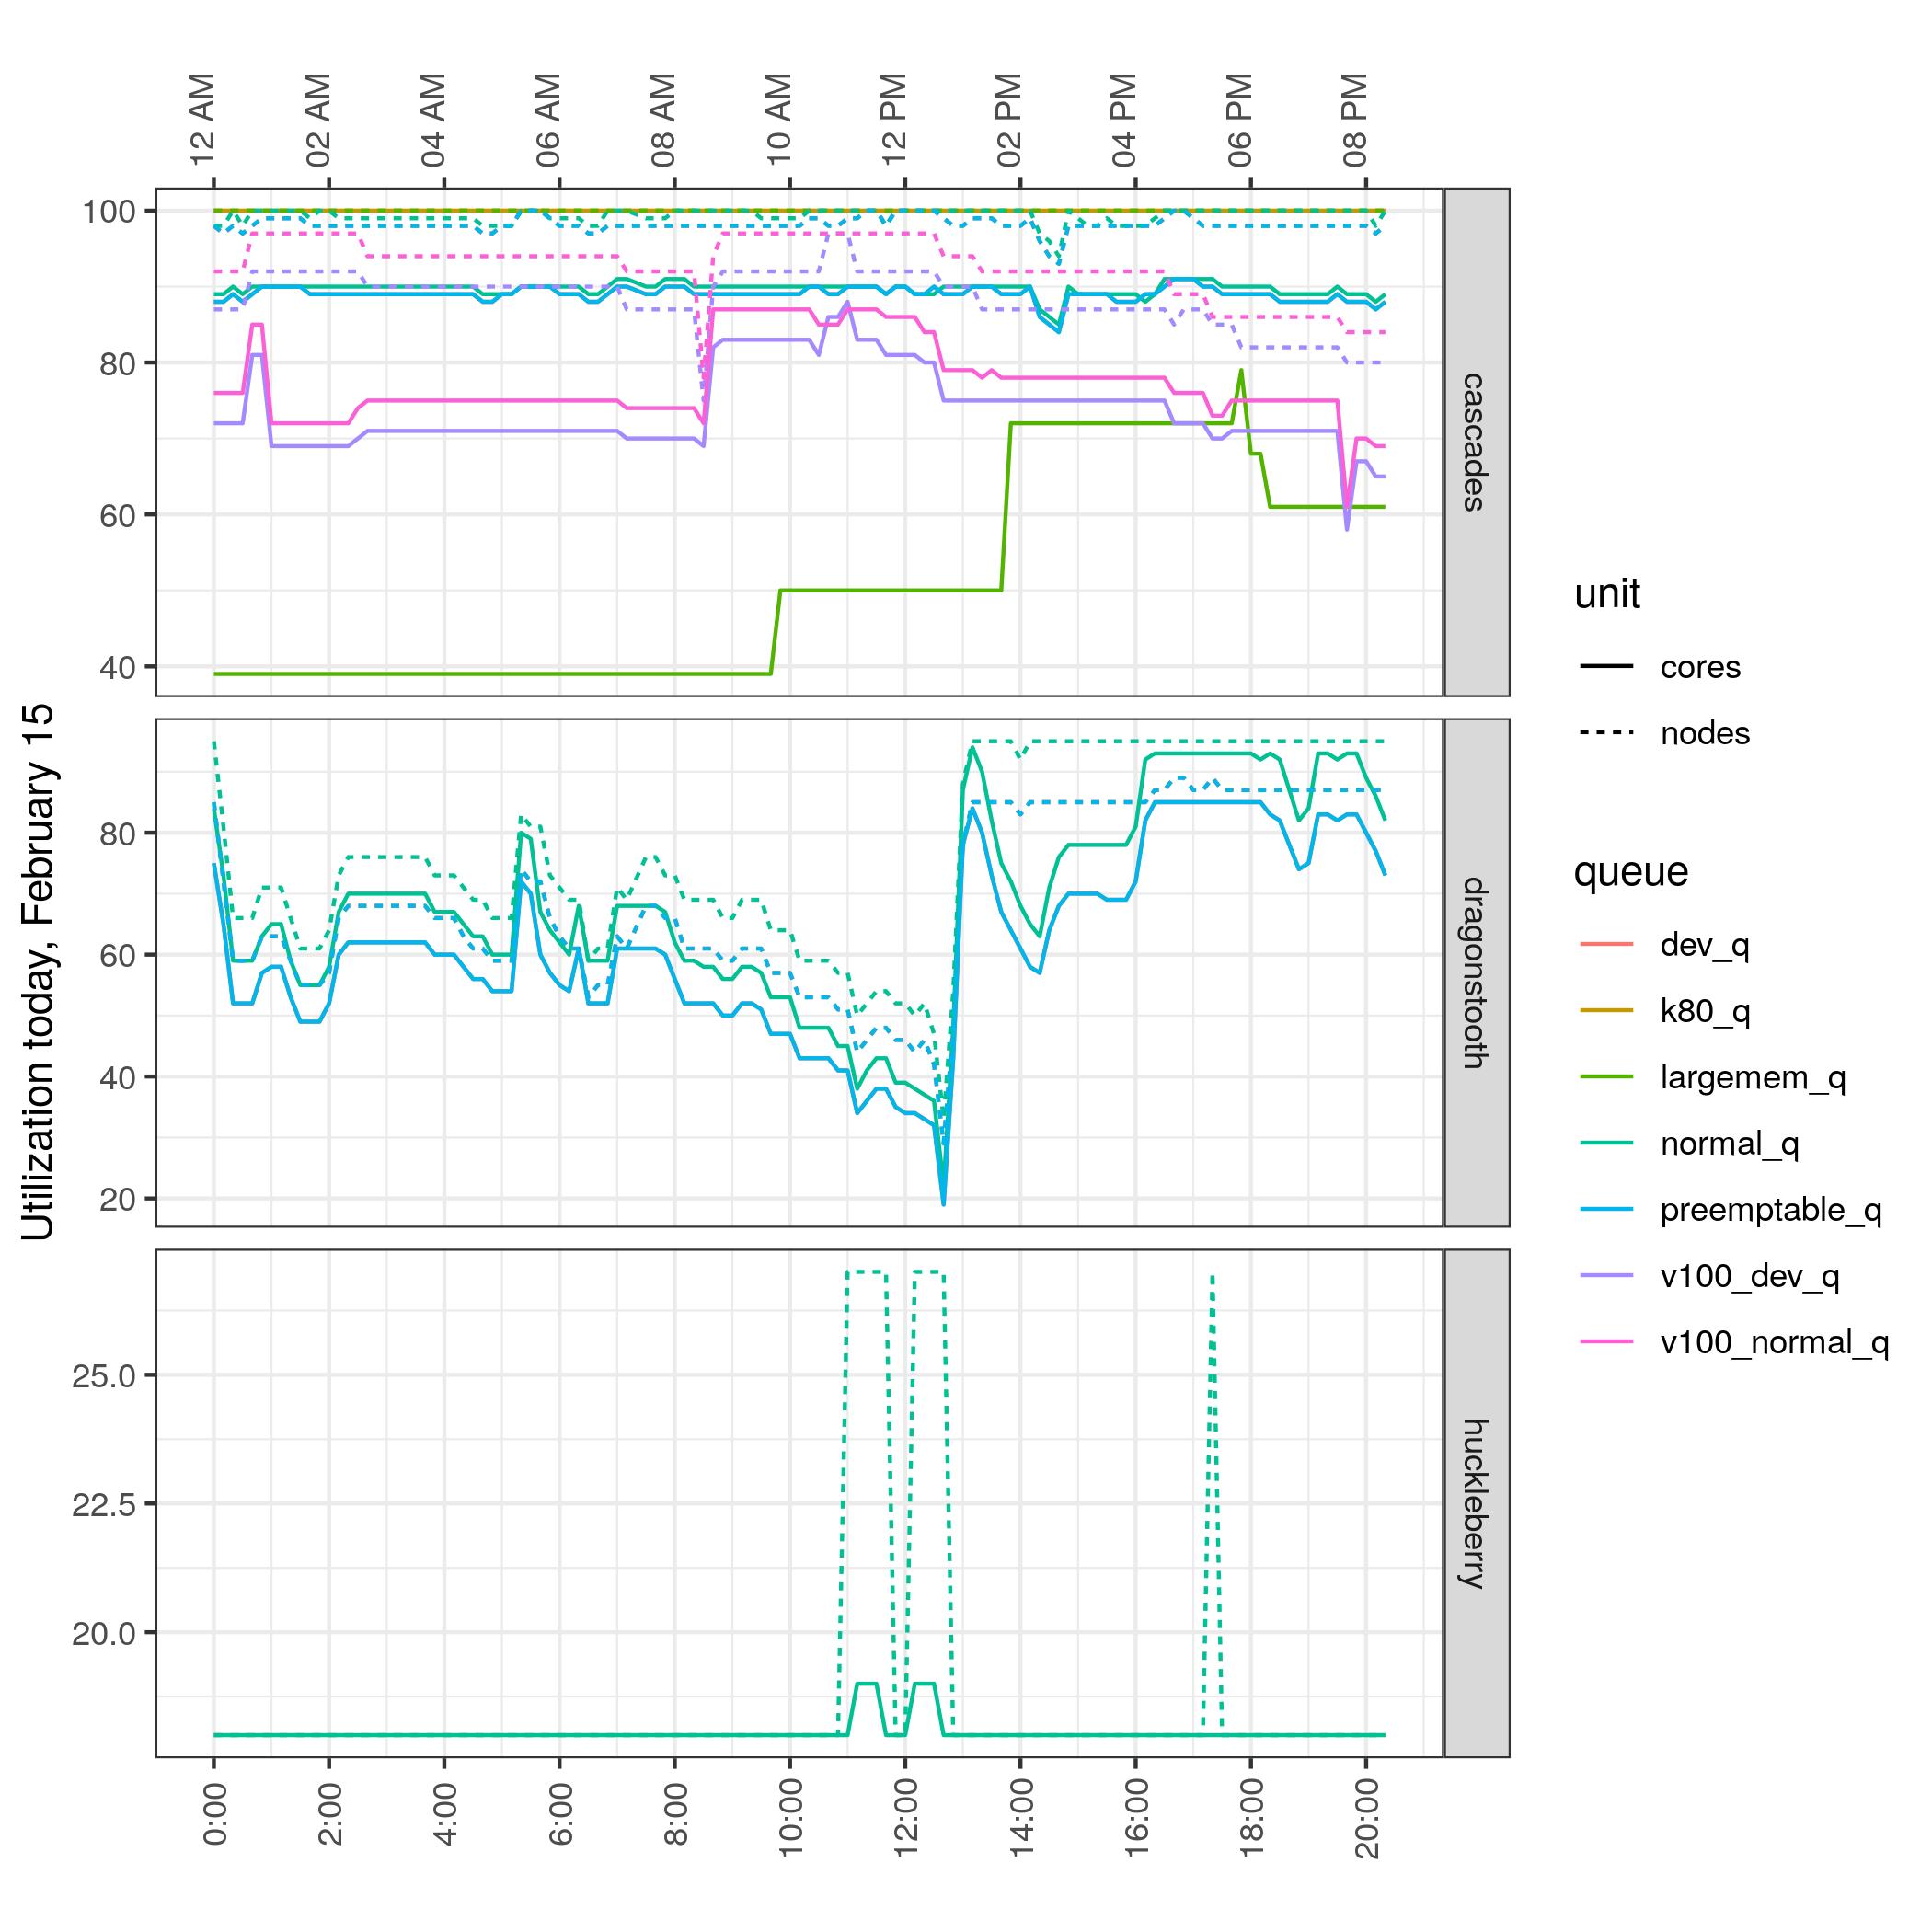 12 AM
02 AM
04 AM
06 AM
08 AM
10 AM
12 PM
02 PM
04 PM
06 PM
08 PM
Utilization today, February 15
100
80
60
40
cascades
80
60
40
20
dragonstooth
25.0
22.5
20.0
huckleberry
0:00
2:00
4:00
6:00
8:00
10:00
12:00
14:00
16:00
18:00
20:00
unit
cores
nodes
queue
dev_q
k80_q
largemem_q
normal_q
preemptable_q
v100_dev_q
v100_normal_q